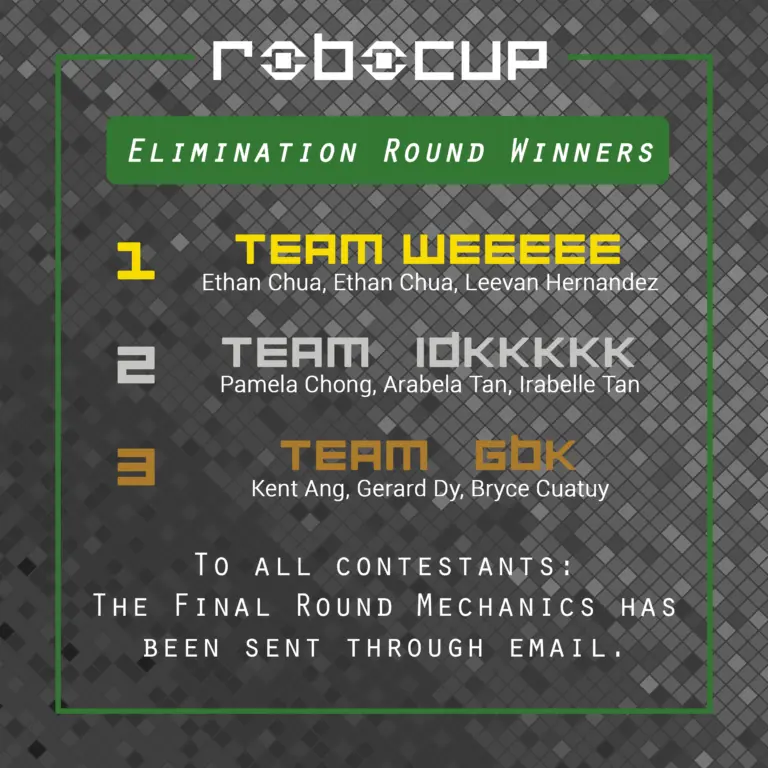 robocup
Elimination Round Winners
1
TEAM WEEEEE
Ethan Chua, Ethan Chua, Leevan Hernandez
2
TEAM IDKKKKK
Pamela Chong, Arabela Tan, Irabelle Tan
3
TEAM GBK
Kent Ang, Gerard Dy, Bryce Cuatuy
To all contestants:
The Final Round Mechanics has
been sent through email.